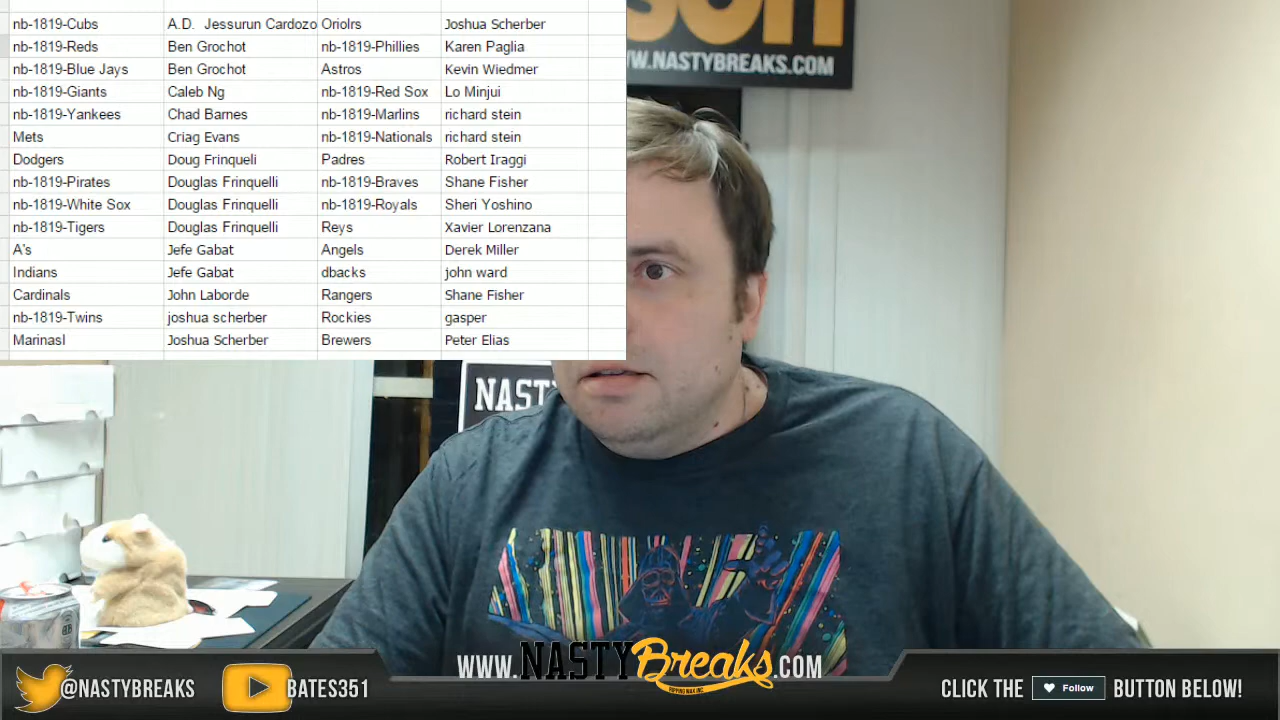 nb-1819-Cubs A.D. Jessurun Cardozo Oriolrs Joshua Scherber
nb-1819-Reds Ben Grochot nb-1819-Phillies Karen Paglia
nb-1819-Blue Jays Ben Grochot Astros Kevin Wiedmer
nb-1819-Giants Caleb Ng nb-1819-Red Sox Lo Minjui
nb-1819-Yankees Chad Barnes nb-1819-Marlins richard stein
Mets Criag Evans nb-1819-Nationals richard stein
Dodgers Doug Frinqueli Padres Robert Iraggi
nb-1819-Pirates Douglas Frinquelli nb-1819-Braves Shane Fisher
nb-1819-White Sox Douglas Frinquelli nb-1819-Royals Sheri Yoshino
nb-1819-Tigers Douglas Frinquelli Reys Xavier Lorenzana
A's Jefe Gabat Angels Derek Miller
Indians Jefe Gabat dbacks john ward
Cardinals John Laborde Rangers Shane Fisher
nb-1819-Twins joshua scherber Rockies gasper
Marinasl Joshua Scherber Brewers Peter Elias
W.NASTYBREAKS.COM
NAST
@NASTYBREAKS
BATES351
WWW.NASTYBreaks.COM
RIPPING WAX INC.
CLICK THE Follow BUTTON BELOW!